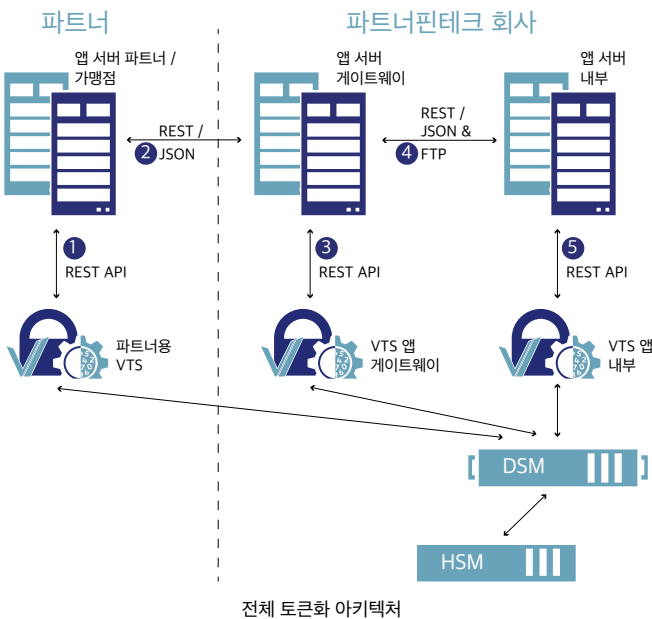 파트너
파트너핀테크 회사
앱 서버 파트너 /
가맹점
앱 서버
게이트웨이
앱 서버
내부
REST /
2 JSON
REST /
JSON &
4 FTP
1
REST API
3
REST API
5
REST API
파트너용
VTS
VTS 앱
게이트웨이
VTS 앱
내부
DSM
HSM
전체 토큰화 아키텍처